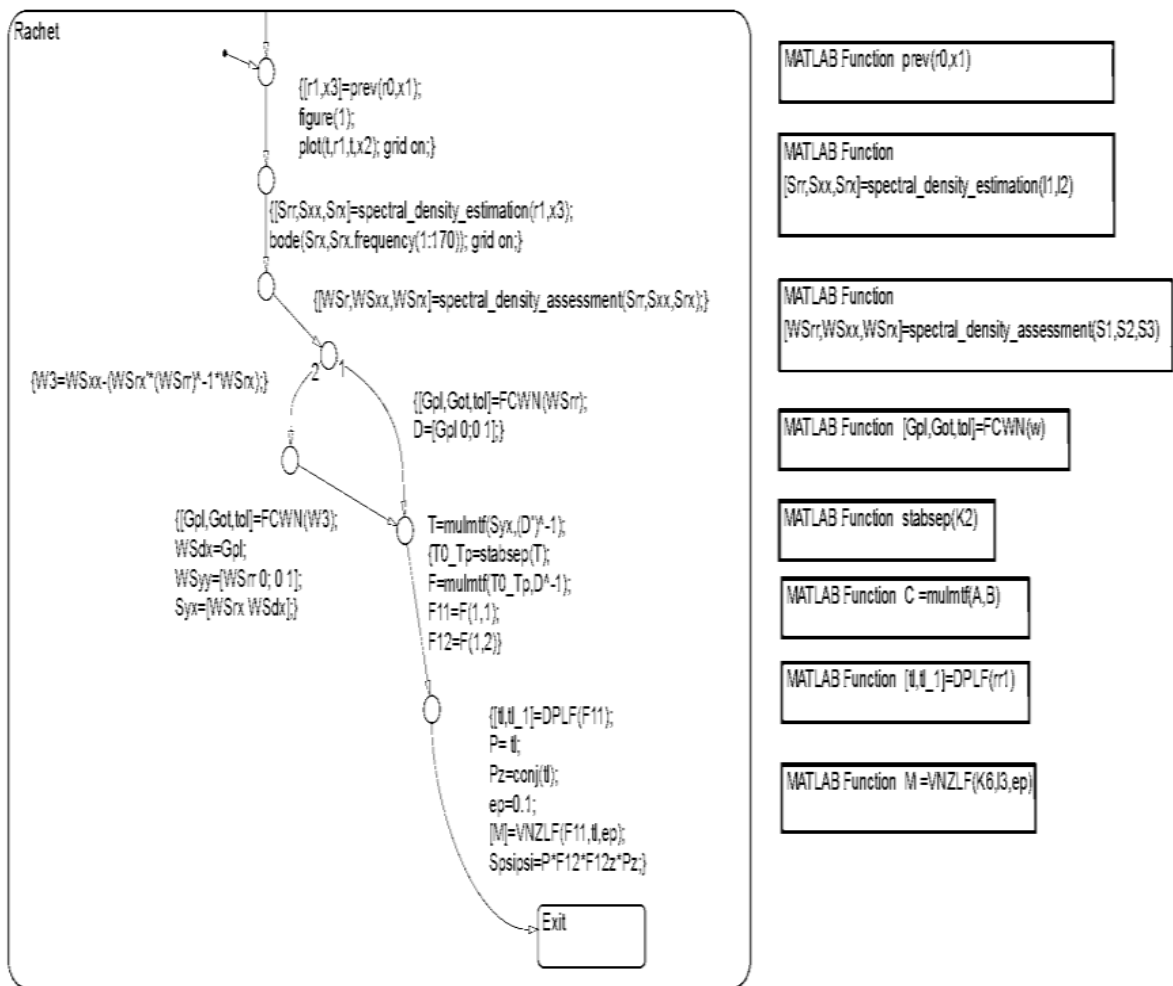 Rachet
{[r1,x3]=prev(r0,x1);
figure(1);
plot(t,r1,t,x2); grid on;}
{[Srr,Sxx,Srx]=spectral_density_estimation(r1,x3);
bode(Srx,Srx.frequency(1:170)); grid on;}
{[WSr,WSxx,WSrx]=spectral_density_assessment(Srr,Sxx,Srx);}
2 1
{W3=WSxx-(WSrx'*(WSrr)^-1*WSrx);}
{[Gpl,Got,tol]=FCWN(WSrr);
D=[Gpl 0;0 1];}
{[Gpl,Got,tol]=FCWN(W3);
WSdx=Gpl;
WSyy=[WSrr 0; 0 1];
Syx=[WSrx WSdx];}
T=mulmtf(Syx,(D')^-1);
{T0_Tp=stabsep(T);
F=mulmtf(T0_Tp,D^-1);
F11=F(1,1);
F12=F(1,2)}
{[tl,tl_1]=DPLF(F11);
P= tl;
Pz=conj(tl);
ep=0.1;
[M]=VNZLF(F11,tl,ep);
Spsipsi=P*F12*F12z*Pz;}
Exit
MATLAB Function prev(r0,x1)
MATLAB Function
[Srr,Sxx,Srx]=spectral_density_estimation(l1,l2)
MATLAB Function
[WSrr,WSxx,WSrx]=spectral_density_assessment(S1,S2,S3)
MATLAB Function [Gpl,Got,tol]=FCWN(w)
MATLAB Function stabsep(K2)
MATLAB Function C =mulmtf(A,B)
MATLAB Function [tl,tl_1]=DPLF(rr1)
MATLAB Function M =VNZLF(K6,l3,ep)